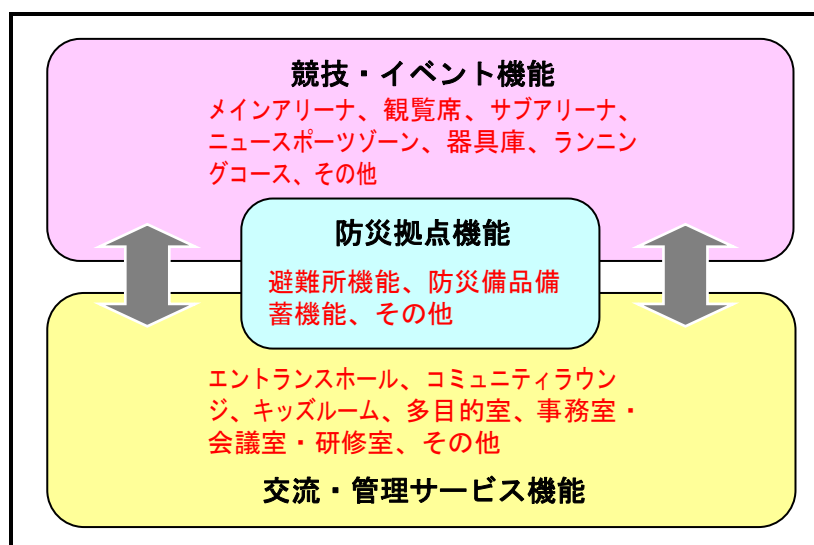 競技・イベント機能
メインアリーナ、観覧席、サブアリーナ、
ニュースポーツゾーン、器具庫、ランニン
グコース、その他
防災拠点機能
避難所機能、防災備品備
蓄機能、その他
エントランスホール、コミュニティラウン
ジ、キッズルーム、多目的室、事務室・
会議室・研修室、その他
交流・管理サービス機能